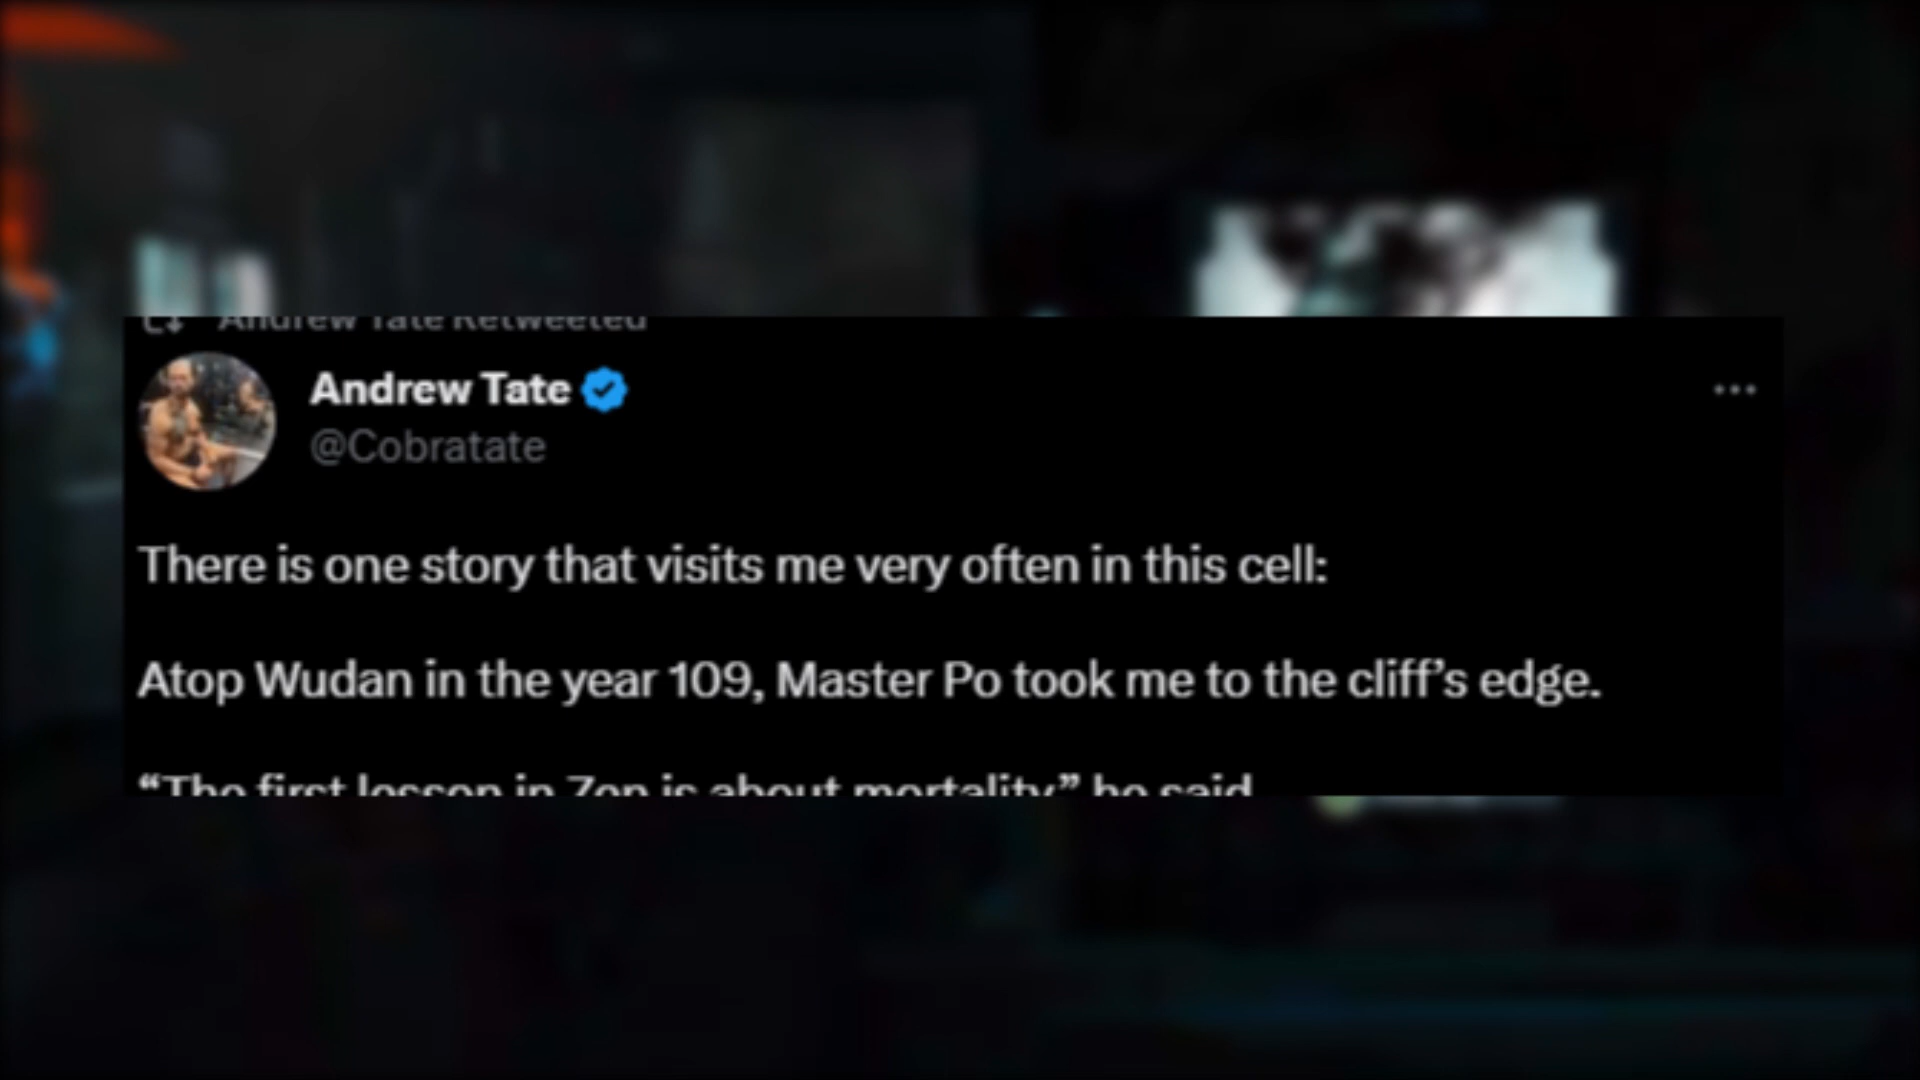 Andrew Tate Retweeted
Andrew Tate
@Cobratate
There is one story that visits me very often in this cell:
Atop Wudan in the year 109, Master Po took me to the cliff’s edge.
“The first lesson in Zen is about mortality” he said